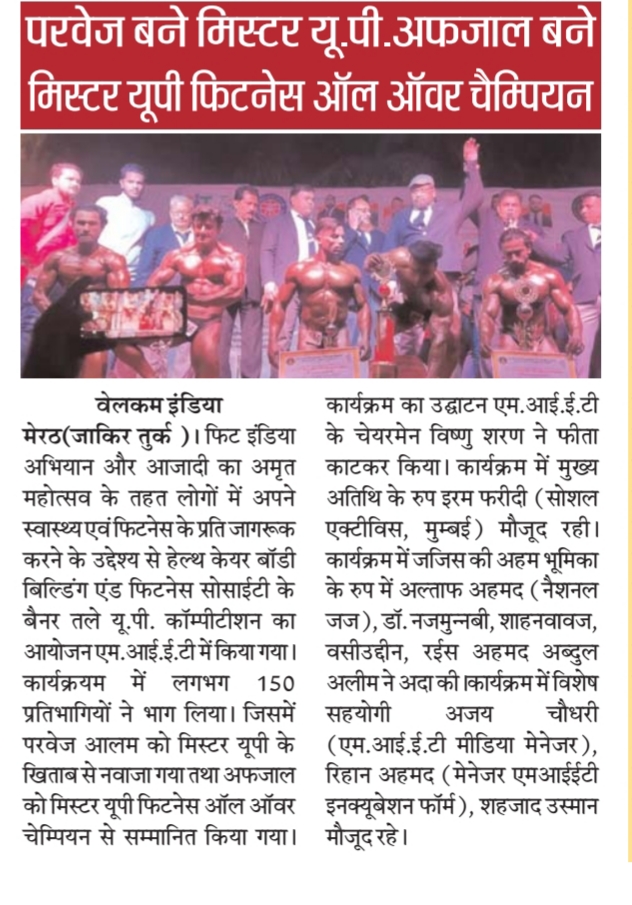 परवेज बने मिस्टर यू.पी.अफजाल बने
मिस्टर यूपी फिटनेस ऑल ऑवर चैम्पियन
वेलकम इंडिया
मेरठ(जाकिर तुर्क )। फिट इंडिया
अभियान और आजादी का अमृत
महोत्सव के तहत लोगों में अपने
स्वास्थ्य एवं फिटनेस के प्रति जागरूक
करने के उद्देश्य से हेल्थ केयर बॉडी
बिल्डिंग एंड फिटनेस सोसाईटी के
बैनर तले यू.पी. कॉम्पीटीशन का
आयोजन एम.आई.ई.टी में किया गया।
कार्यक्रयम में लगभग 150
प्रतिभागियों ने भाग लिया। जिसमें
परवेज आलम को मिस्टर यूपी के
खिताब से नवाजा गया तथा अफजाल
को मिस्टर यूपी फिटनेस ऑल ऑवर
चेम्पियन से सम्मानित किया गया।
कार्यक्रम का उद्घाटन एम.आई.ई.टी
के चेयरमेन विष्णु शरण ने फीता
काटकर किया। कार्यक्रम में मुख्य
अतिथि के रुप इरम फरीदी (सोशल
एक्टीविस, मुम्बई) मौजूद रही।
कार्यक्रम में जजिस की अहम भूमिका
के रुप में अल्ताफ अहमद (नैशनल
जज), डॉ. नजमुन्नबी, शाहनवावज,
वसीउद्दीन, रईस अहमद अब्दुल
अलीम ने अदा की।कार्यक्रम में विशेष
सहयोगी अजय चौधरी
(एम.आई.ई.टी मीडिया मेनेजर),
रिहान अहमद (मेनेजर एमआईईटी
इनक्यूबेशन फॉर्म), शहजाद उस्मान
मौजूद रहे।